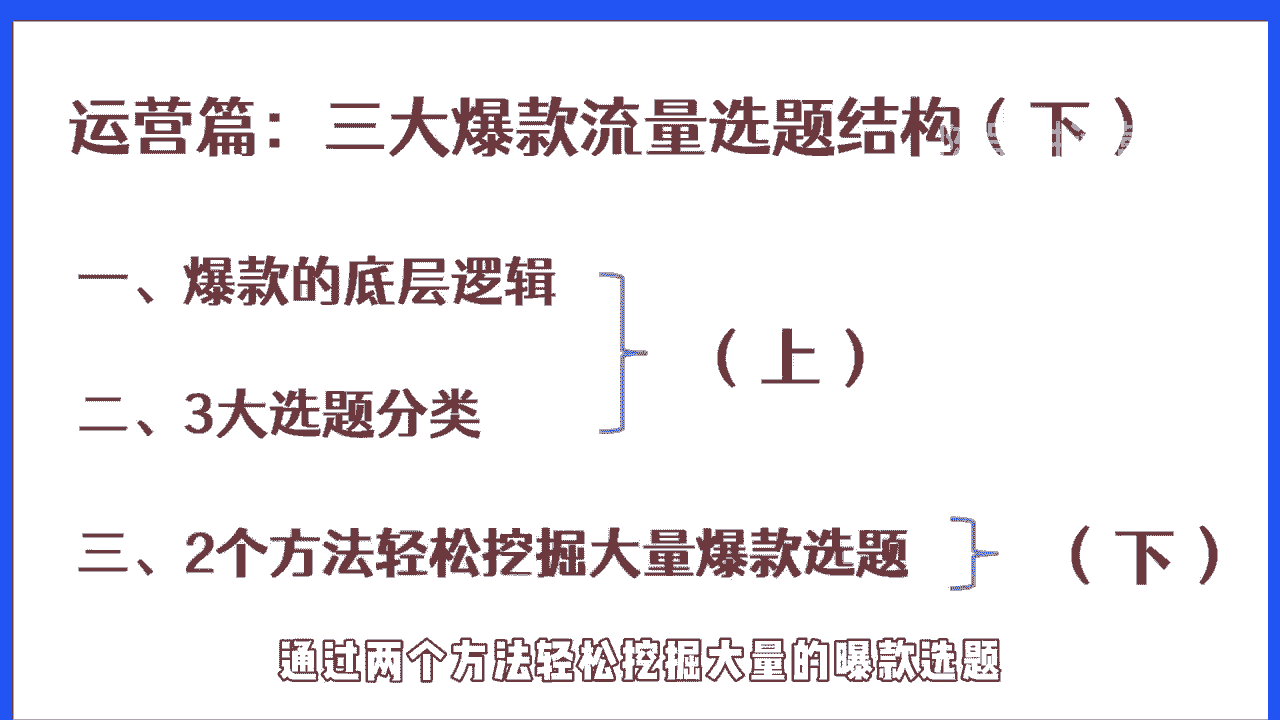 运营篇：三大爆款流量选题结构（下）
一、爆款的底层逻辑
（上）
二、3大选题分类
三、2个方法轻松挖掘大量爆款选题
（下）
通过两个方法轻松挖掘大量的曝款选题